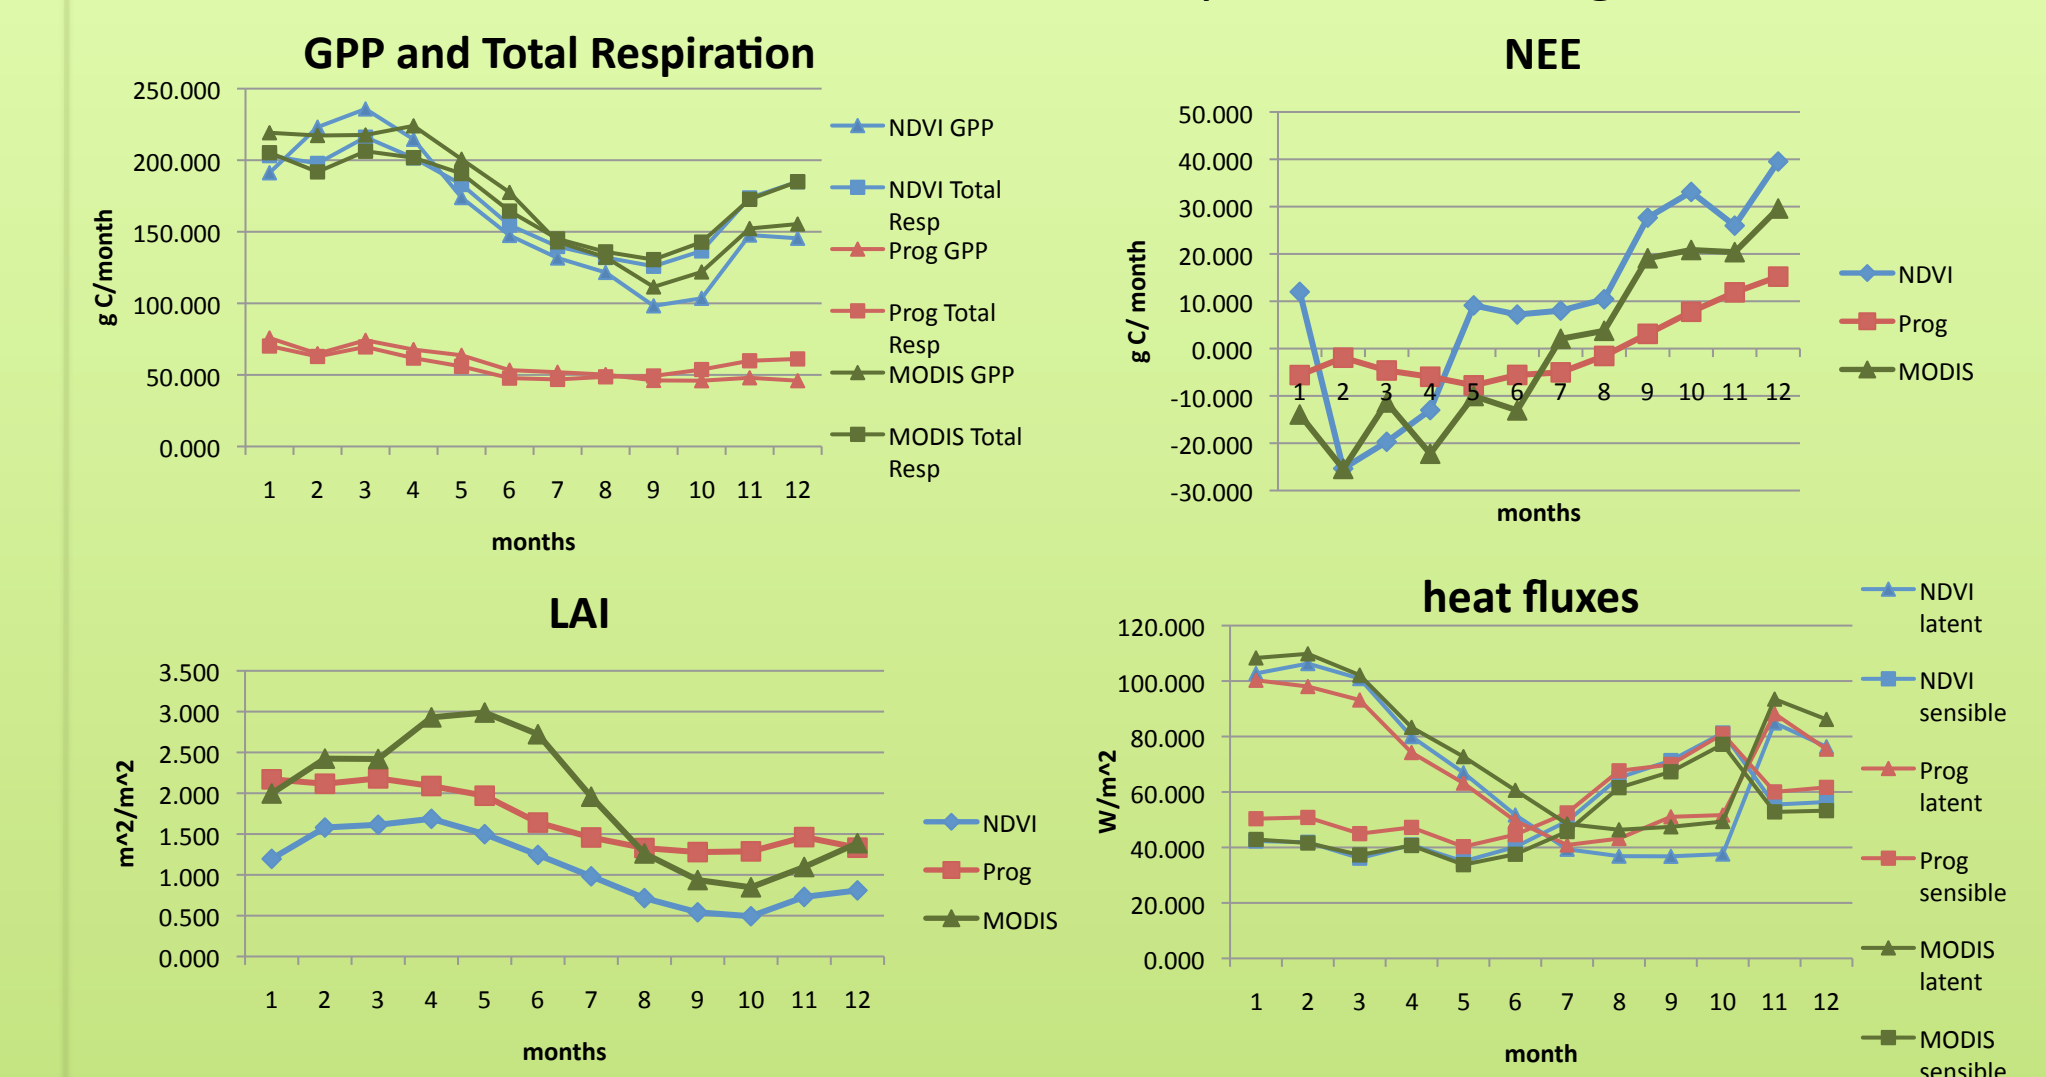 GPP and Total Respiration
250.000
200.000
150.000
100.000
50.000
0.000
g C/month
1 2 3 4 5 6 7 8 9 10 11 12
months
NDVI GPP
NDVI Total
Resp
Prog GPP
Prog Total
Resp
MODIS GPP
MODIS Total
Resp
NEE
50.000
40.000
30.000
20.000
10.000
0.000
-10.000
-20.000
-30.000
g C/ month
1 2 3 4 5 6 7 8 9 10 11 12
months
NDVI
Prog
MODIS
LAI
3.500
3.000
2.500
2.000
1.500
1.000
0.500
0.000
m^2/m^2
1 2 3 4 5 6 7 8 9 10 11 12
months
NDVI
Prog
MODIS
heat fluxes
120.000
100.000
80.000
60.000
40.000
20.000
0.000
W/m^2
1 2 3 4 5 6 7 8 9 10 11 12
month
NDVI
latent
NDVI
sensible
Prog
latent
Prog
sensible
MODIS
latent
MODIS
sensible